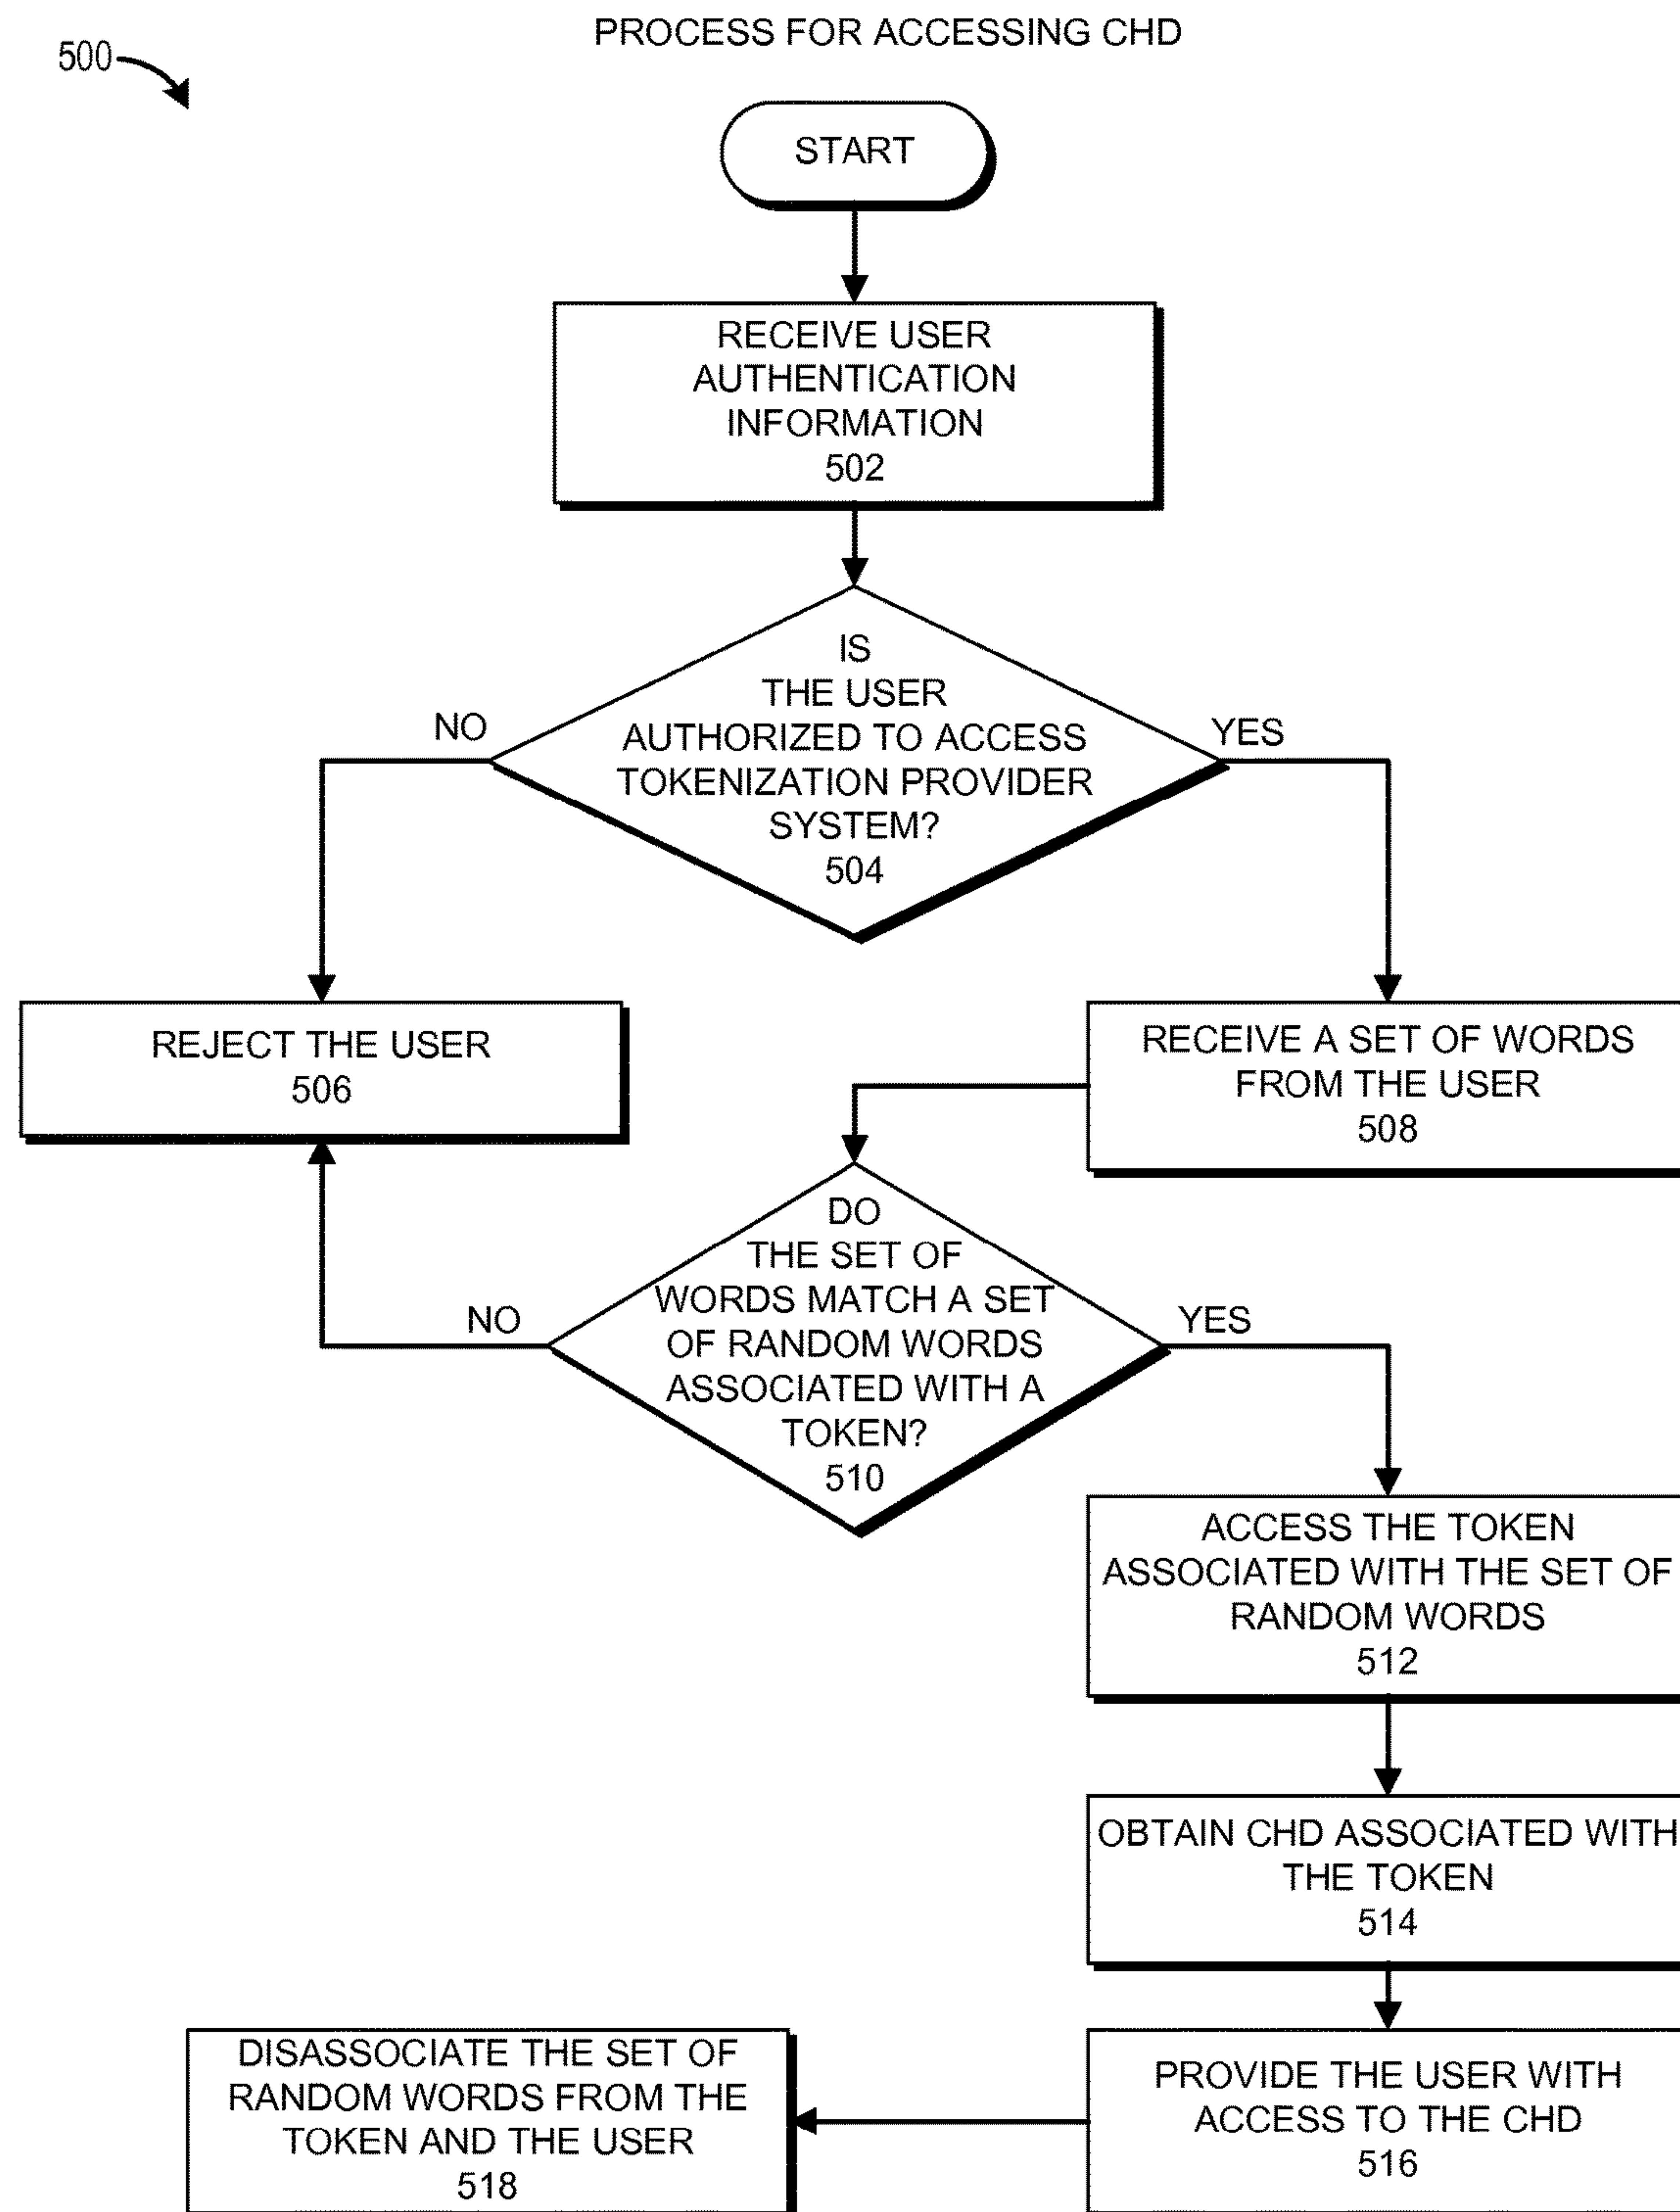 PROCESS FOR ACCESSING CHD
500
START
RECEIVE USER
AUTHENTICATION
INFORMATION
502
IS
THE USER
AUTHORIZED TO ACCESS
TOKENIZATION PROVIDER
SYSTEM?
504
NO
YES
REJECT THE USER
506
RECEIVE A SET OF WORDS
FROM THE USER
508
DO
THE SET OF
WORDS MATCH A SET
OF RANDOM WORDS
ASSOCIATED WITH A
TOKEN?
510
NO
YES
ACCESS THE TOKEN
ASSOCIATED WITH THE SET OF
RANDOM WORDS
512
OBTAIN CHD ASSOCIATED WITH
THE TOKEN
514
PROVIDE THE USER WITH
ACCESS TO THE CHD
516
DISASSOCIATE THE SET OF
RANDOM WORDS FROM THE
TOKEN AND THE USER
518